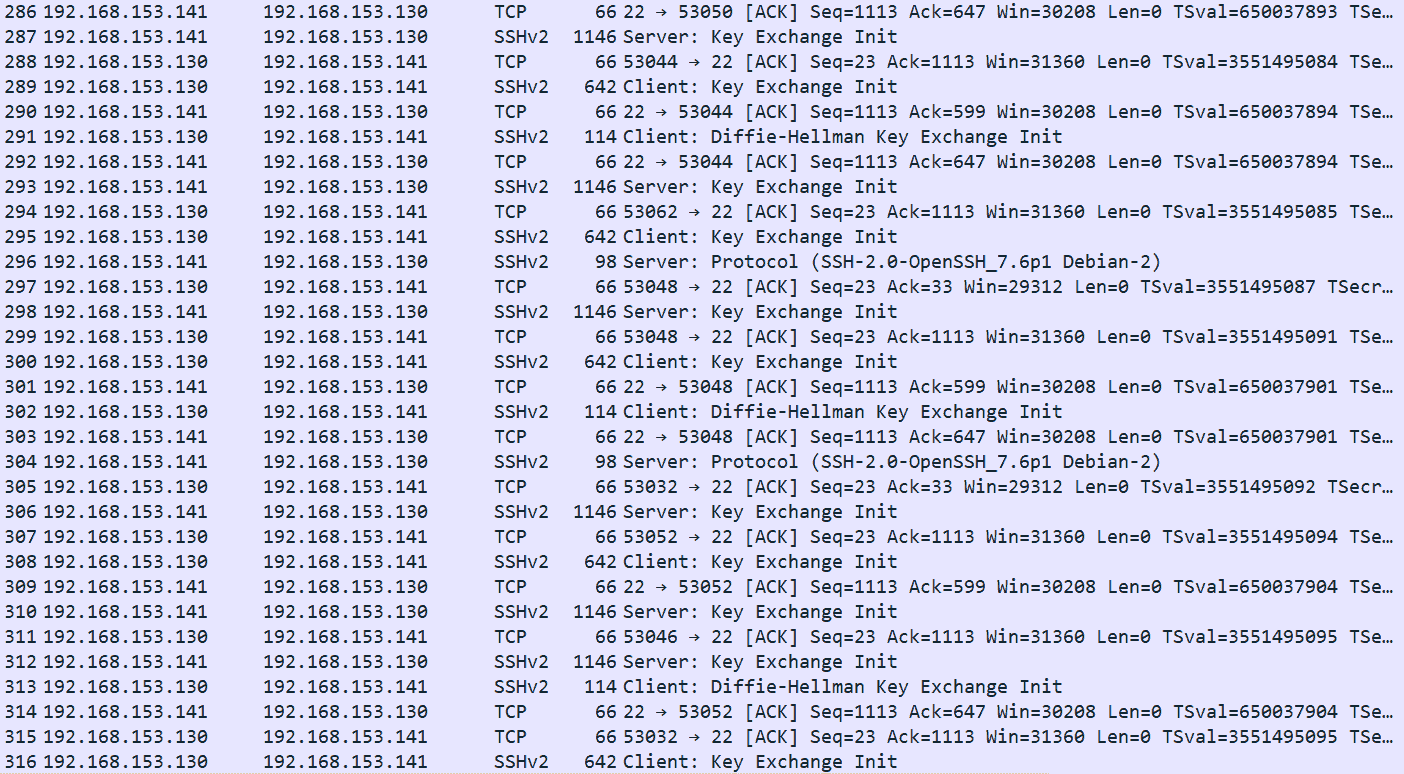 286 192.168.153.141 192.168.153.130 TCP 66 22 → 53050 [ACK] Seq=1113 Ack=647 Win=30208 Len=0 TSval=650037893 TSe…
287 192.168.153.141 192.168.153.130 SSHv2 1146 Server: Key Exchange Init
288 192.168.153.130 192.168.153.141 TCP 66 53044 → 22 [ACK] Seq=23 Ack=1113 Win=31360 Len=0 TSval=3551495084 TSe…
289 192.168.153.130 192.168.153.141 SSHv2 642 Client: Key Exchange Init
290 192.168.153.141 192.168.153.130 TCP 66 22 → 53044 [ACK] Seq=1113 Ack=599 Win=30208 Len=0 TSval=650037894 TSe…
291 192.168.153.130 192.168.153.141 SSHv2 114 Client: Diffie-Hellman Key Exchange Init
292 192.168.153.141 192.168.153.130 TCP 66 22 → 53044 [ACK] Seq=1113 Ack=647 Win=30208 Len=0 TSval=650037894 TSe…
293 192.168.153.141 192.168.153.130 SSHv2 1146 Server: Key Exchange Init
294 192.168.153.130 192.168.153.141 TCP 66 53062 → 22 [ACK] Seq=23 Ack=1113 Win=31360 Len=0 TSval=3551495085 TSe…
295 192.168.153.130 192.168.153.141 SSHv2 642 Client: Key Exchange Init
296 192.168.153.141 192.168.153.130 SSHv2 98 Server: Protocol (SSH-2.0-OpenSSH_7.6p1 Debian-2)
297 192.168.153.130 192.168.153.141 TCP 66 53048 → 22 [ACK] Seq=23 Ack=33 Win=29312 Len=0 TSval=3551495087 TSecr…
298 192.168.153.141 192.168.153.130 SSHv2 1146 Server: Key Exchange Init
299 192.168.153.130 192.168.153.141 TCP 66 53048 → 22 [ACK] Seq=23 Ack=1113 Win=31360 Len=0 TSval=3551495091 TSe…
300 192.168.153.130 192.168.153.141 SSHv2 642 Client: Key Exchange Init
301 192.168.153.141 192.168.153.130 TCP 66 22 → 53048 [ACK] Seq=1113 Ack=599 Win=30208 Len=0 TSval=650037901 TSe…
302 192.168.153.130 192.168.153.141 SSHv2 114 Client: Diffie-Hellman Key Exchange Init
303 192.168.153.141 192.168.153.130 TCP 66 22 → 53048 [ACK] Seq=1113 Ack=647 Win=30208 Len=0 TSval=650037901 TSe…
304 192.168.153.141 192.168.153.130 SSHv2 98 Server: Protocol (SSH-2.0-OpenSSH_7.6p1 Debian-2)
305 192.168.153.130 192.168.153.141 TCP 66 53032 → 22 [ACK] Seq=23 Ack=33 Win=29312 Len=0 TSval=3551495092 TSecr…
306 192.168.153.141 192.168.153.130 SSHv2 1146 Server: Key Exchange Init
307 192.168.153.130 192.168.153.141 TCP 66 53052 → 22 [ACK] Seq=23 Ack=1113 Win=31360 Len=0 TSval=3551495094 TSe…
308 192.168.153.130 192.168.153.141 SSHv2 642 Client: Key Exchange Init
309 192.168.153.141 192.168.153.130 TCP 66 22 → 53052 [ACK] Seq=1113 Ack=599 Win=30208 Len=0 TSval=650037904 TSe…
310 192.168.153.141 192.168.153.130 SSHv2 1146 Server: Key Exchange Init
311 192.168.153.130 192.168.153.141 TCP 66 53046 → 22 [ACK] Seq=23 Ack=1113 Win=31360 Len=0 TSval=3551495095 TSe…
312 192.168.153.141 192.168.153.130 SSHv2 1146 Server: Key Exchange Init
313 192.168.153.130 192.168.153.141 SSHv2 114 Client: Diffie-Hellman Key Exchange Init
314 192.168.153.141 192.168.153.130 TCP 66 22 → 53052 [ACK] Seq=1113 Ack=647 Win=30208 Len=0 TSval=650037904 TSe…
315 192.168.153.130 192.168.153.141 TCP 66 53032 → 22 [ACK] Seq=23 Ack=1113 Win=31360 Len=0 TSval=3551495095 TSe…
316 192.168.153.130 192.168.153.141 SSHv2 642 Client: Key Exchange Init